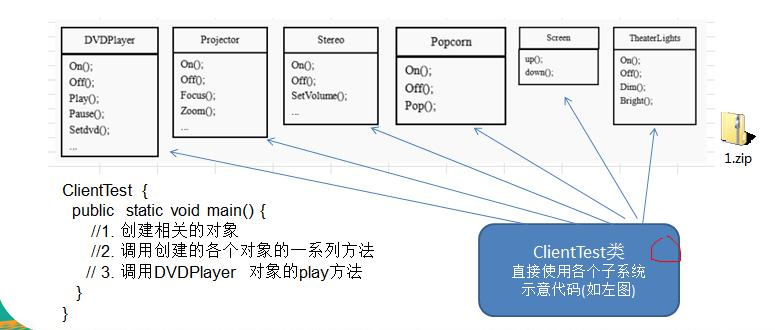 DVDPlayer
On();
Off();
Play();
Pause();
Setdvd();
...
Projector
On();
Off();
Focus();
Zoom();
...
Stereo
On();
Off();
SetVolume();
...
Popcorn
On();
Off();
Pop();
Screen
up();
down();
TheaterLights
On();
Off();
Dim();
Bright();
1.zip
ClientTest {
public static void main() {
//1. 创建相关的对象
//2. 调用创建的各个对象的一系列方法
// 3. 调用DVDPlayer 对象的play方法
}
}
ClientTest类
直接使用各个子系统
示意代码(如左图)